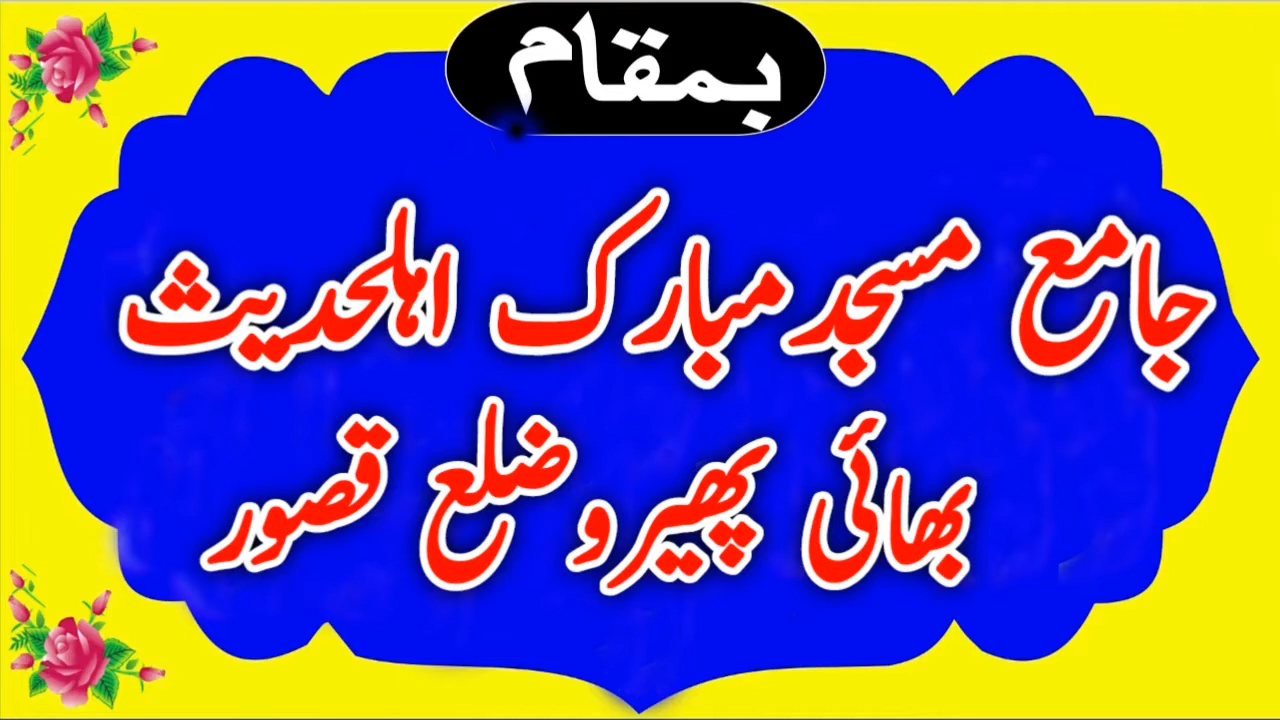 بمقام
جامع مسجد مبارک اہلحدیث
بھائی پھیرو ضلع قصور